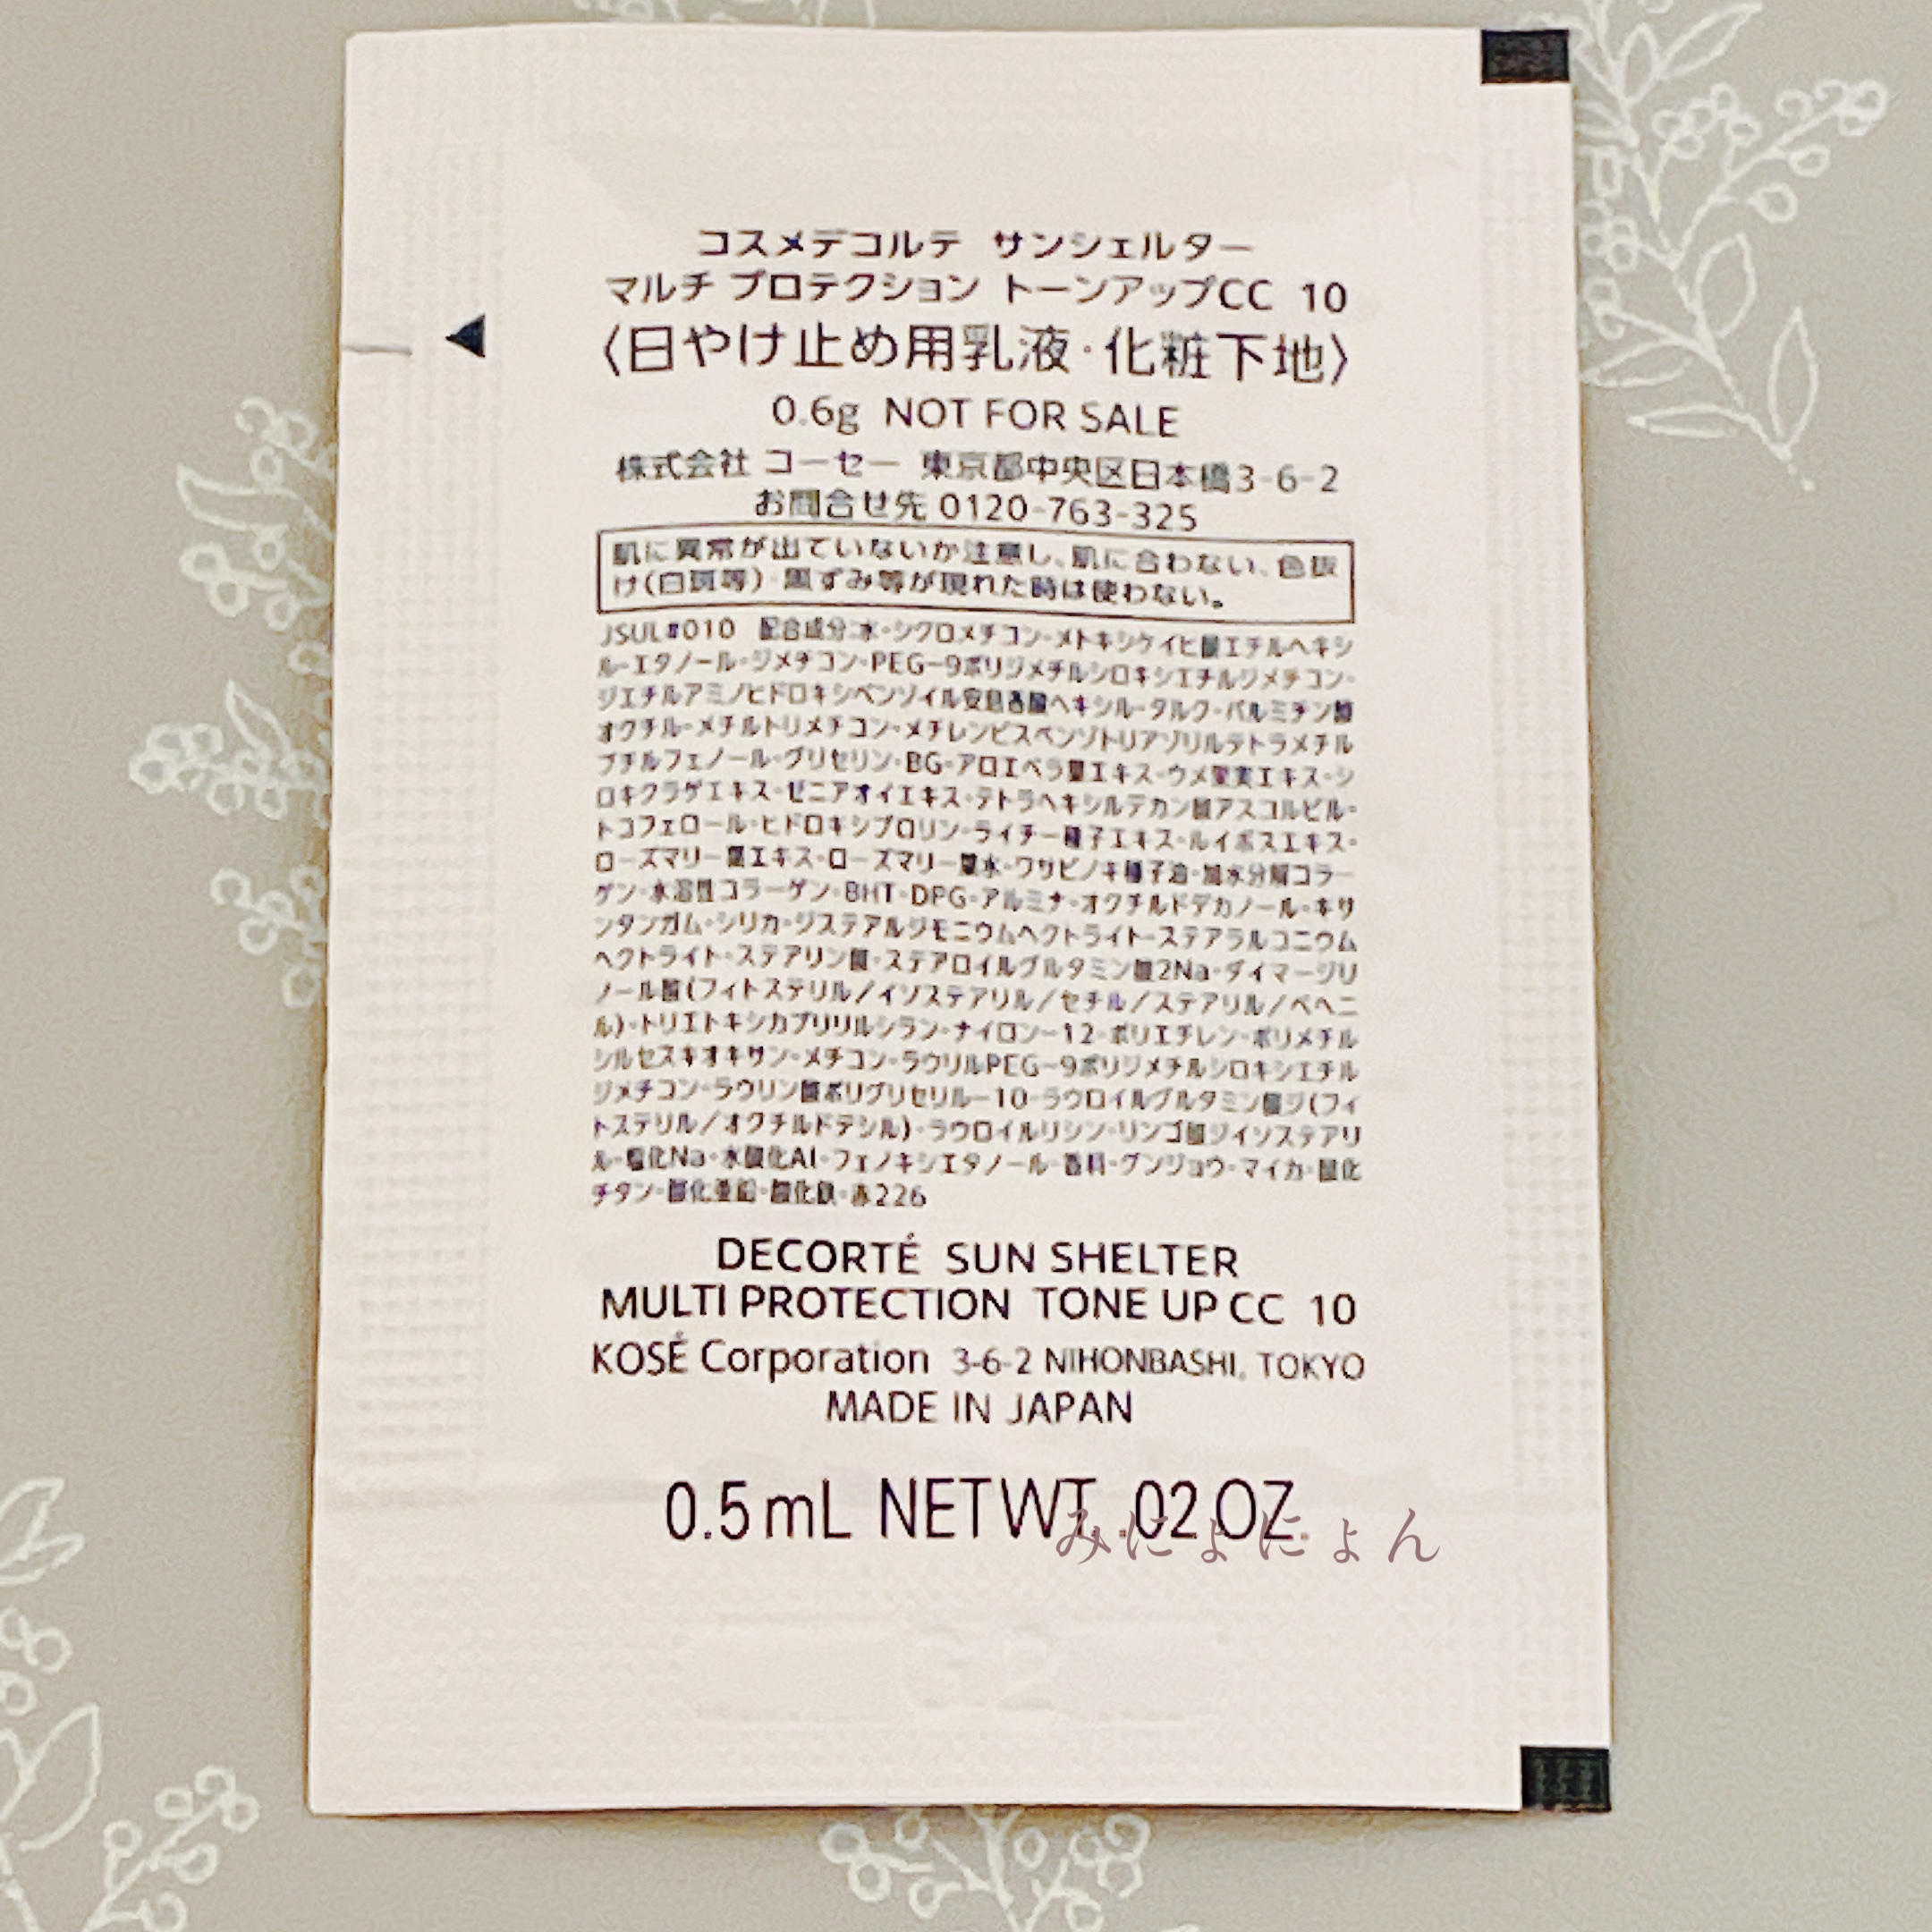 コスメデコルテ サンシェルター
マルチ プロテクション トーンアップCC 10
〈日やけ止め用乳液・化粧下地〉
0.6g NOT FOR SALE
株式会社 コーセー 東京都中央区日本橋3-6-2
お問合せ先 0120-763-325
肌に異常が出ていないか注意し、肌に合わない、色抜
け(白斑等)・黒ずみ等が現れた時は使わない。
JSUL#010 配合成分:水・シクロメチコン・メトキシケイヒ酸エチルヘキシ
ル・エタノール・ジメチコン・PEG-9ポリジメチルシロキシエチルジメチコン・
ジエチルアミノヒドロキシベンゾイル安息香酸ヘキシル・タルク・パルミチン酸
オクチル・メチルトリメチコン・メチレンビスベンゾトリアゾリルテトラメチル
ブチルフェノール・グリセリン・BG・アロエベラ葉エキス・ウメ果実エキス・シ
ロキクラゲエキス・ゼニアオイエキス・テトラヘキシルデカン酸アスコルビル・
トコフェロール・ヒドロキシプロリン・ライチー種子エキス・ルイボスエキス・
ローズマリー葉エキス・ローズマリー葉水・ワサビノキ種子油・加水分解コラー
ゲン・水溶性コラーゲン・BHT・DPG・アルミナ・オクチルドデカノール・キサ
ンタンガム・シリカ・ジステアルジモニウムヘクトライト・ステアラルコニウム
ヘクトライト・ステアリン酸・ステアロイルグルタミン酸2Na・ダイマージリ
ノール酸(フィトステリル/イソステアリル/セチル/ステアリル/ベヘニ
ル)・トリエトキシカプリリルシラン・ナイロン-12・ポリエチレン・ポリメチル
シルセスキオキサン・メチコン・ラウリルPEG-9ポリジメチルシロキシエチル
ジメチコン・ラウリン酸ポリグリセリル-10・ラウロイルグルタミン酸ジ(フィ
トステリル/オクチルドデシル)・ラウロイルリシン・リンゴ酸ジイソステアリ
ル・塩化Na・水酸化Al・フェノキシエタノール・香料・グンジョウ・マイカ・酸化
チタン・酸化亜鉛・酸化鉄・赤226
DECORTÉ SUN SHELTER
MULTI PROTECTION TONE UP CC 10
KOSÉ Corporation 3-6-2 NIHONBASHI, TOKYO
MADE IN JAPAN
0.5mL NET WT. .02 OZ.
みにょにょん